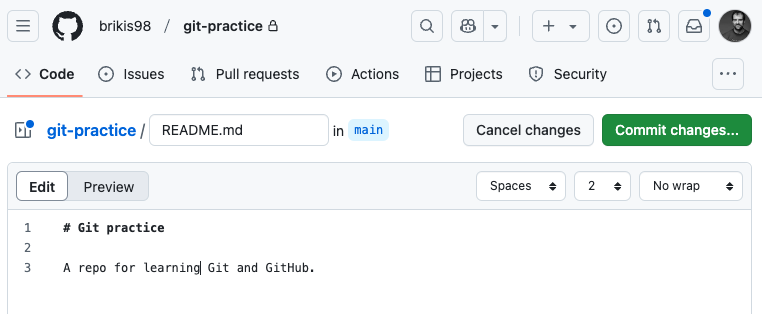 brikis98 / git-practice
Code Issues Pull requests Actions Projects Security
git-practice / README.md in main Cancel changes Commit changes...
Edit Preview Spaces 2 No wrap
1 # Git practice
2
3 A repo for learning Git and GitHub.